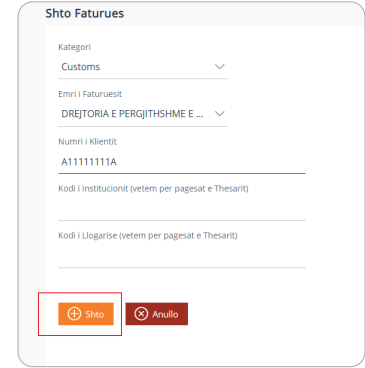 Shto Faturues
Kategori
Customs
Emri i Faturuesit
DREJTORIA E PERGJITHSHME E ...
Numri i Klientit
A11111111A
Kodi i Institucionit (vetem per pagesat e Thesarit)
Kodi i Llogarise (vetem per pagesat e Thesarit)
Shto Anullo